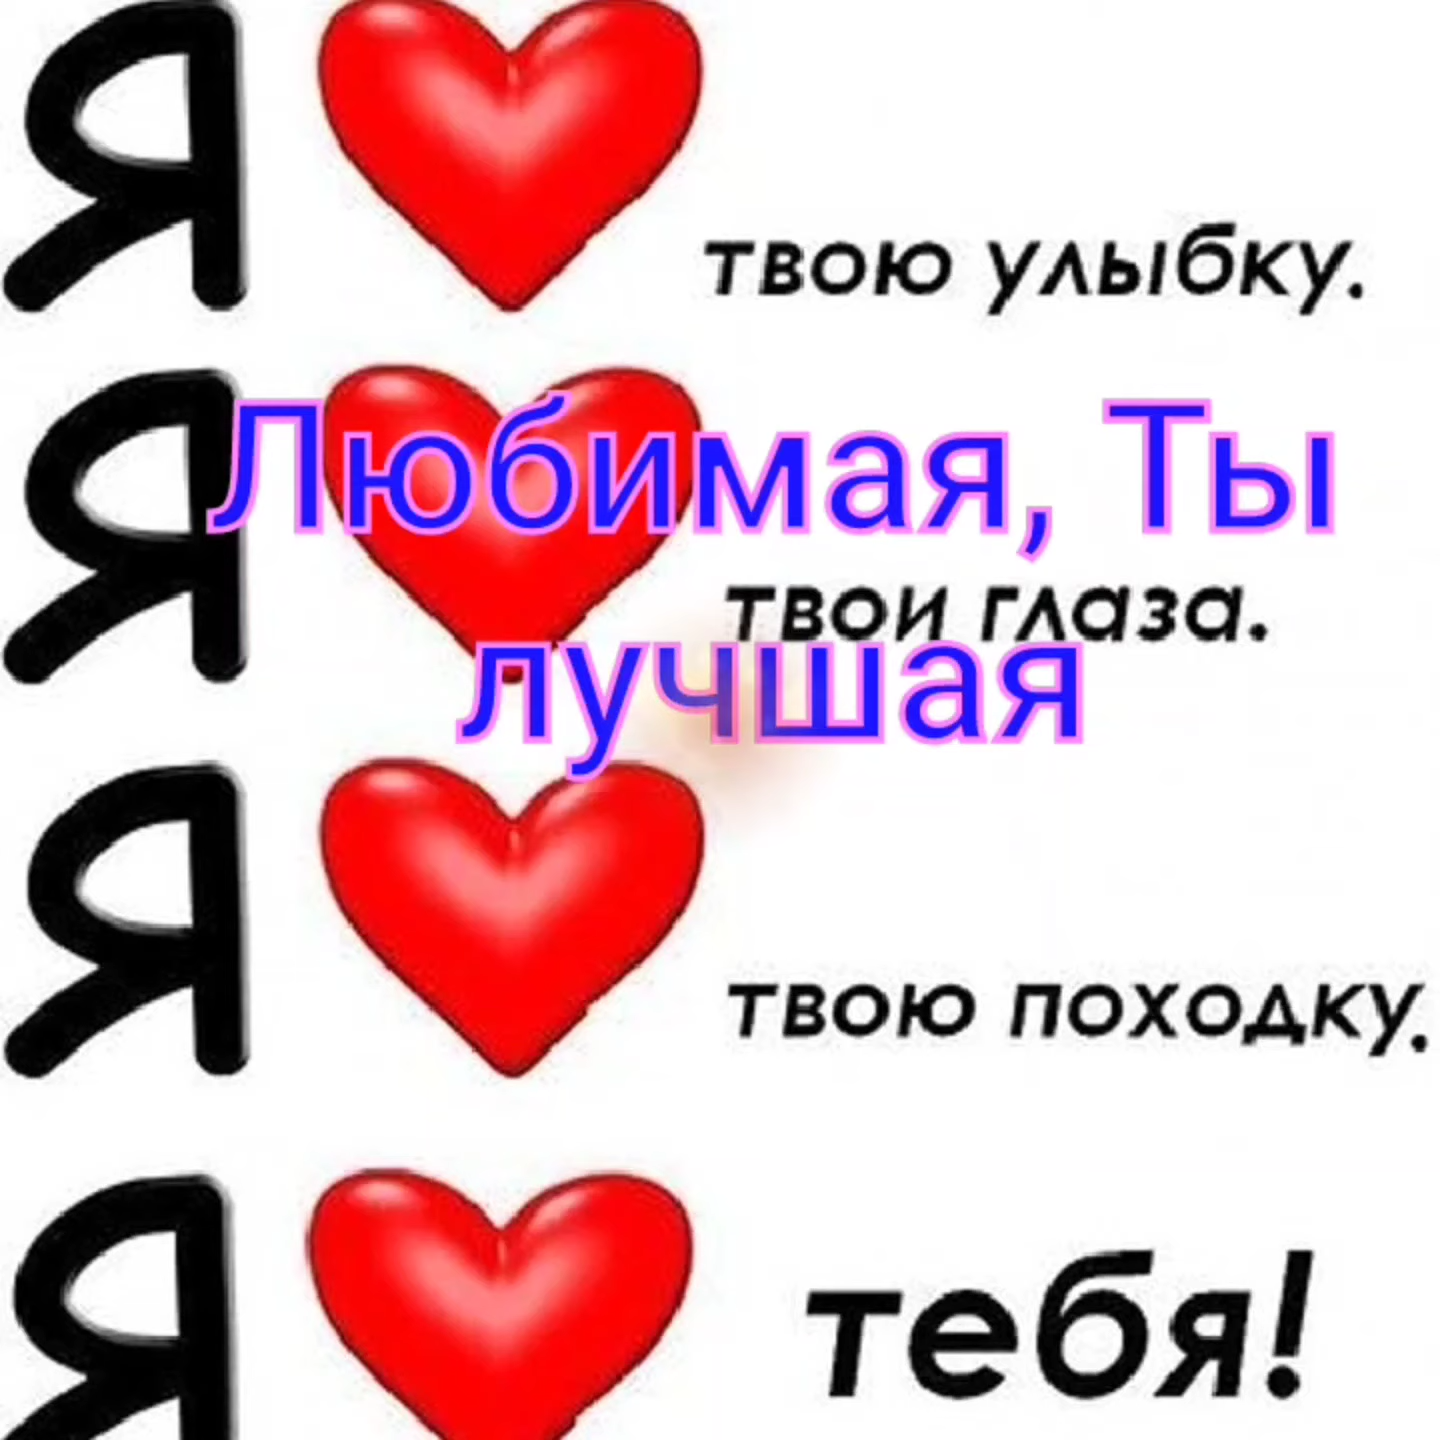 Я твою улыбку.
Любимая, Ты
Я твои глаза.
лучшая
Я твою походку.
Я тебя!